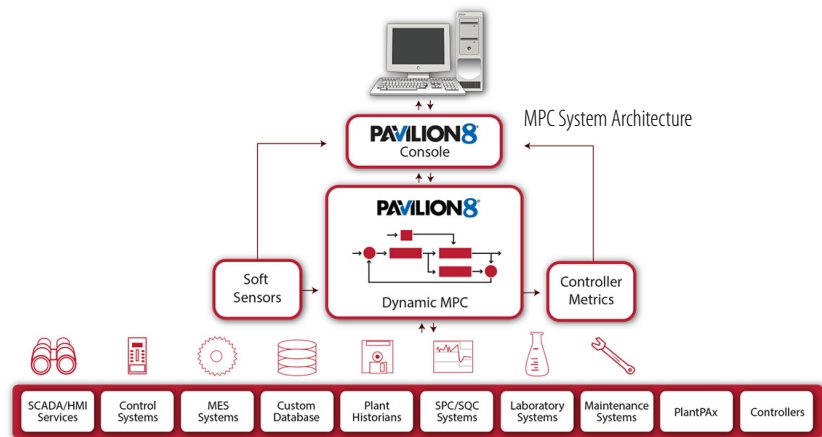 MPC System Architecture
PAVILION8®
Console
PAVILION8®
Soft
Sensors
Dynamic MPC
Controller
Metrics
SCADA/HMI
Services
Control
Systems
MES
Systems
Custom
Database
Plant
Historians
SPC/SQC
Systems
Laboratory
Systems
Maintenance
Systems
PlantPAx
Controllers